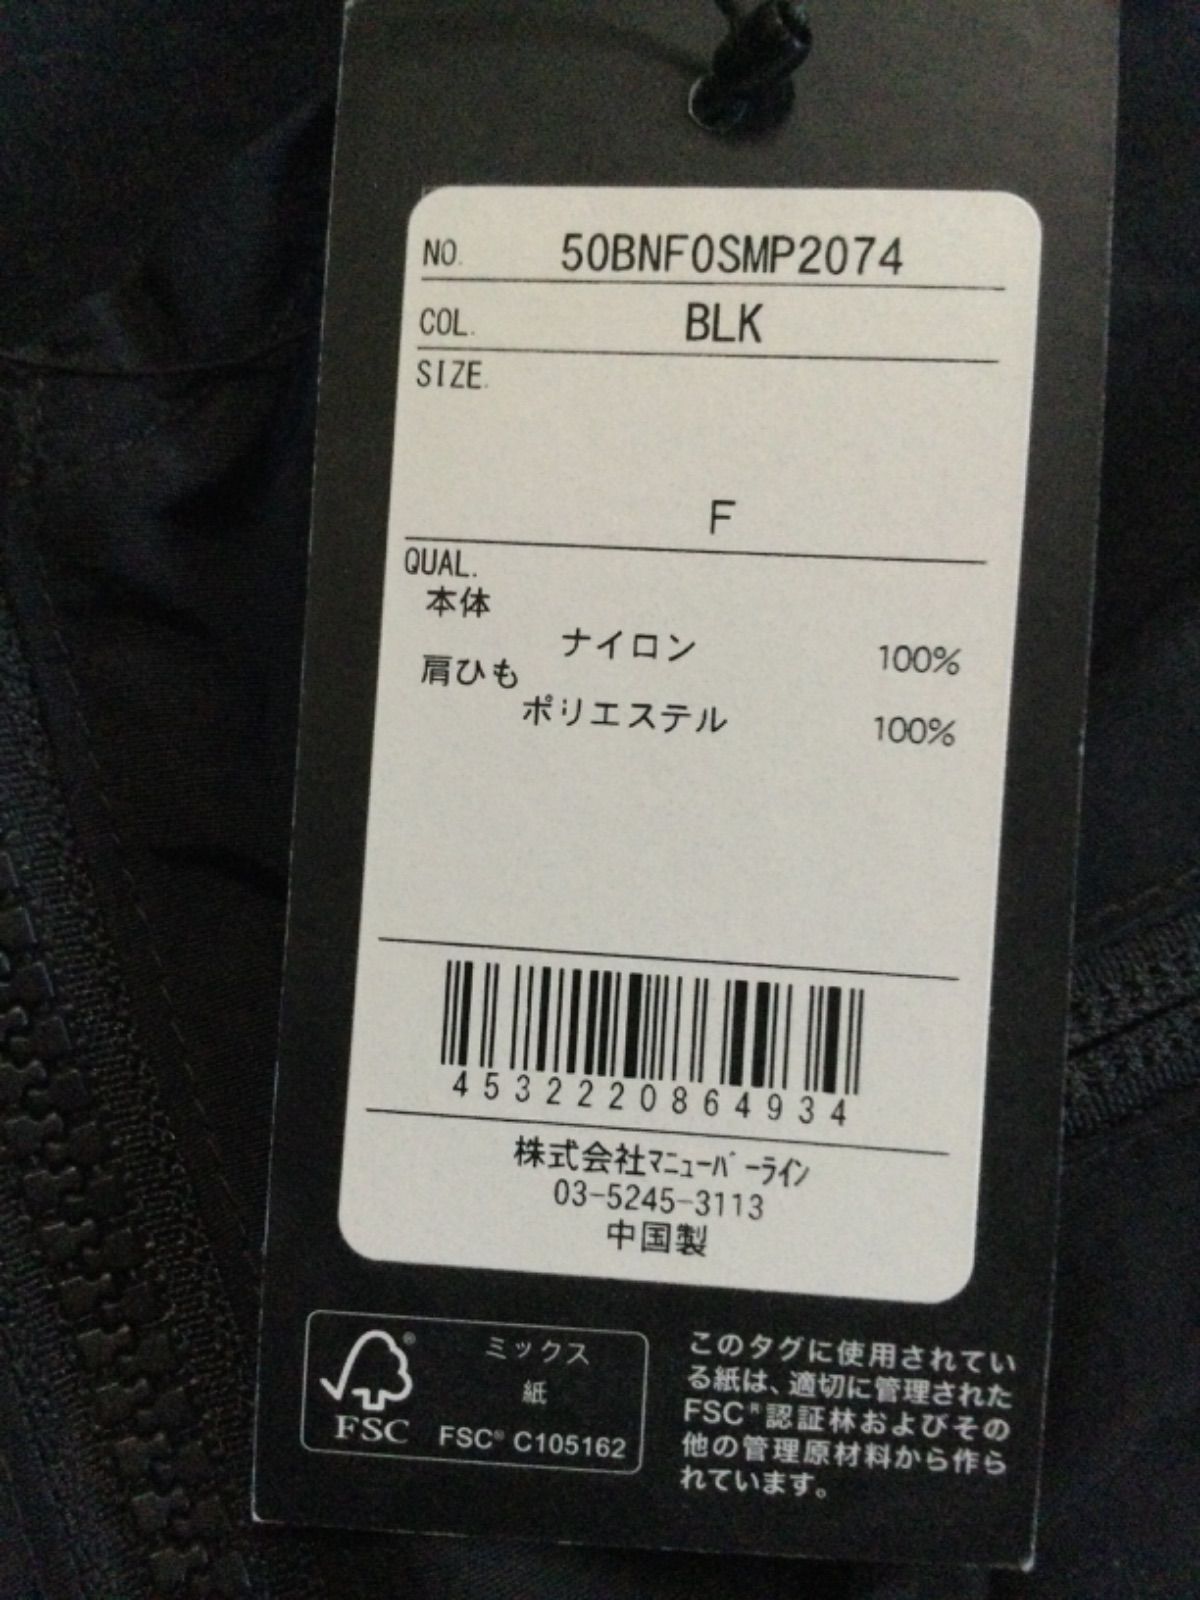 NO. 50BNF0SMP2074
COL. BLK
SIZE.
F
QUAL.
本体
ナイロン 100%
肩ひも
ポリエステル 100%
4532220864934
株式会社ﾏﾆｭｰﾊﾞｰﾗｲﾝ
03-5245-3113
中国製
FSC®
ミックス
紙
FSC® C105162
このタグに使用されてい
る紙は、適切に管理された
FSC®認証林およびその
他の管理原材料から作ら
れています。